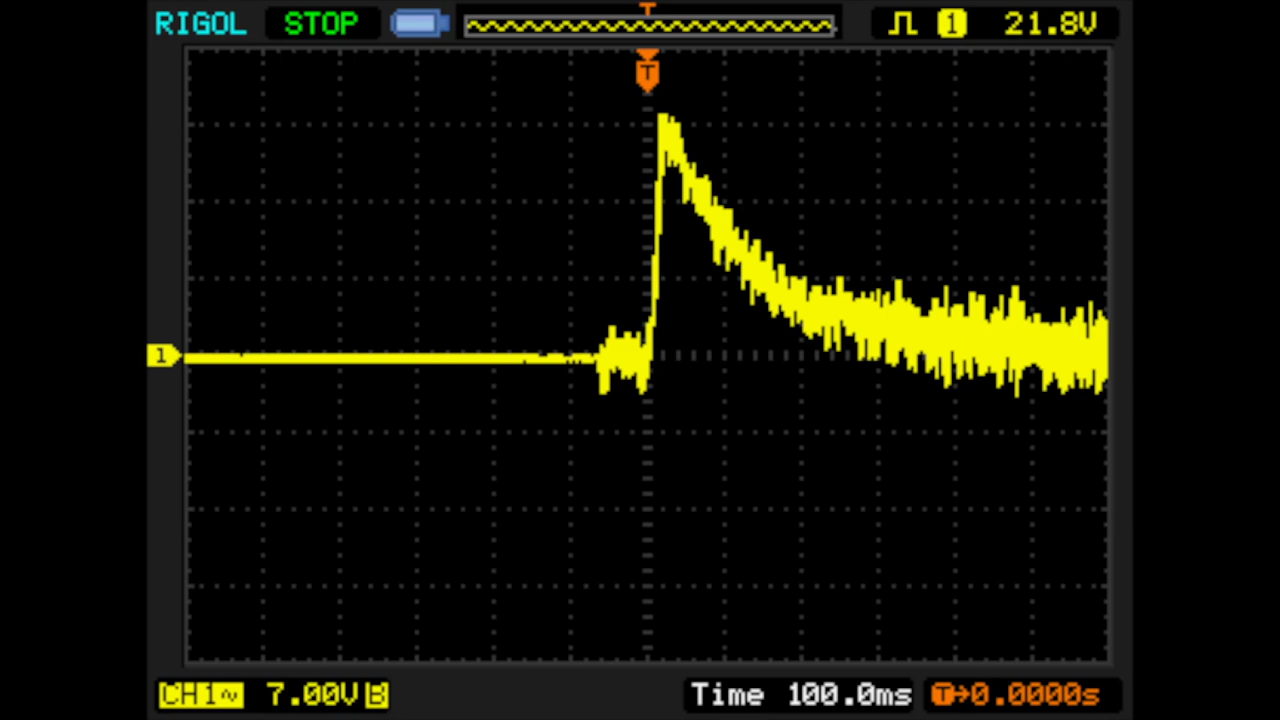 RIGOL STOP T 1 21.8V
T
1
CH1~ 7.00V B Time 100.0ms T→0.0000s